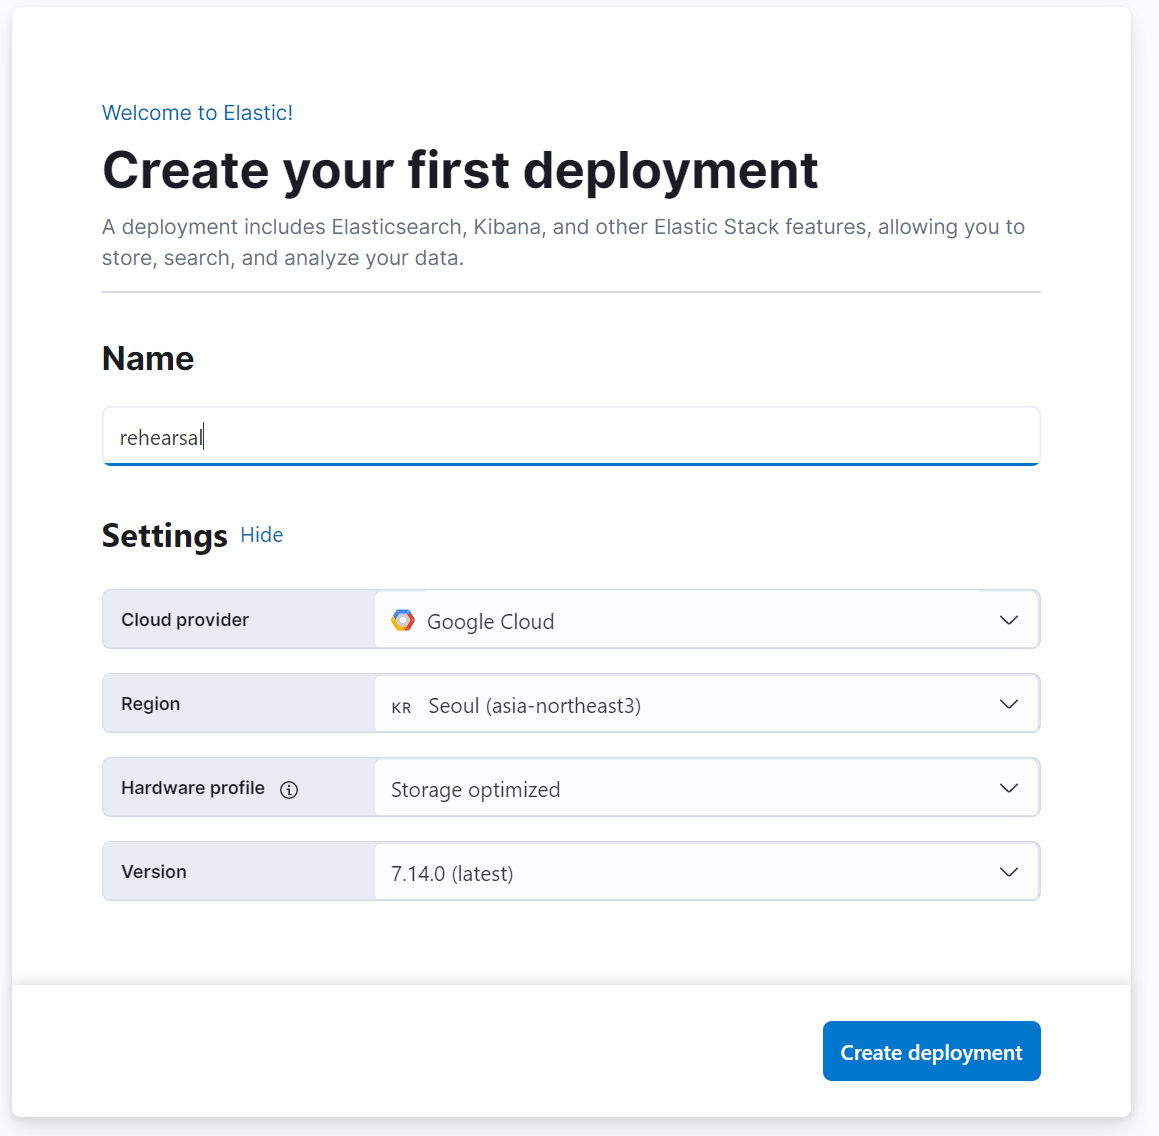 Welcome to Elastic!
Create your first deployment
A deployment includes Elasticsearch, Kibana, and other Elastic Stack features, allowing you to
store, search, and analyze your data.
Name
rehearsal
Settings Hide
Cloud provider Google Cloud
Region KR Seoul (asia-northeast3)
Hardware profile Storage optimized
Version 7.14.0 (latest)
Create deployment